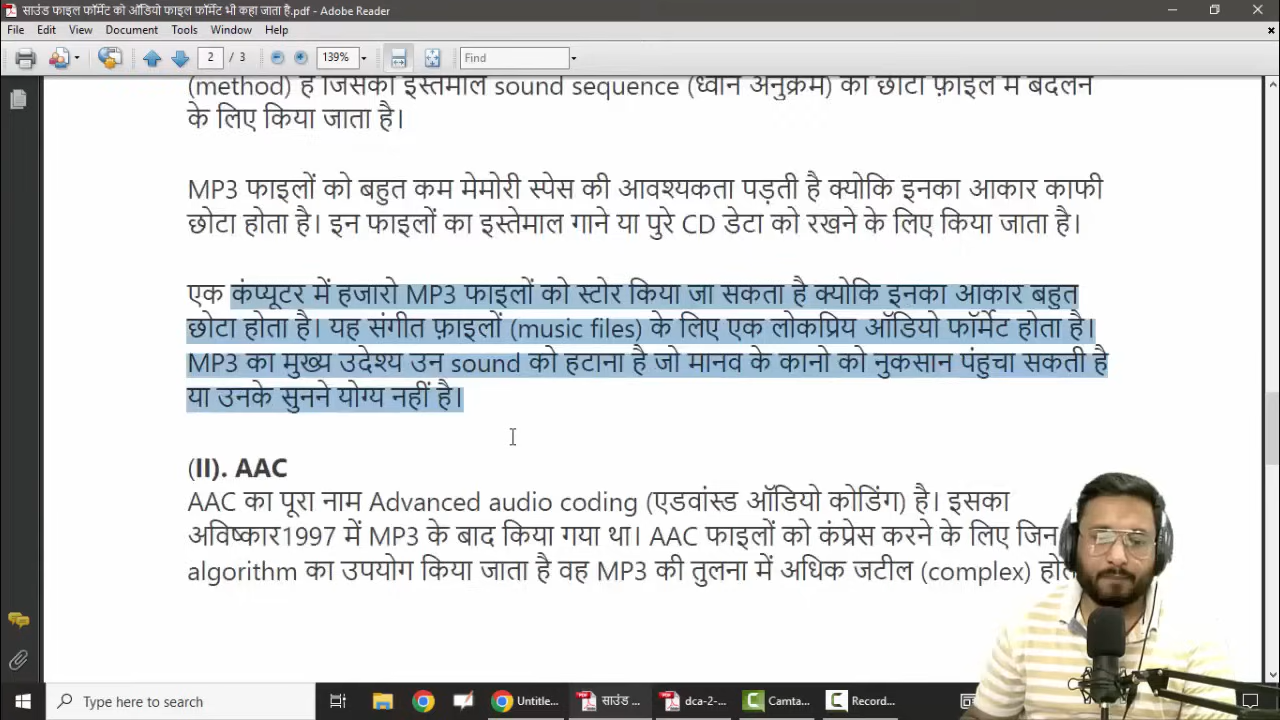 साउंड फाइल फॉर्मेट को ऑडियो फाइल फॉर्मेट भी कहा जाता है.pdf - Adobe Reader
File Edit View Document Tools Window Help
2 / 3 139% Find
(method) है जिसका इस्तेमाल sound sequence (ध्वनि अनुक्रम) को छोटी फ़ाइल में बदलने
के लिए किया जाता है।
MP3 फाइलों को बहुत कम मेमोरी स्पेस की आवश्यकता पड़ती है क्योकि इनका आकार काफी
छोटा होता है। इन फाइलों का इस्तेमाल गाने या पुरे CD डेटा को रखने के लिए किया जाता है।
एक कंप्यूटर में हजारो MP3 फाइलों को स्टोर किया जा सकता है क्योकि इनका आकार बहुत
छोटा होता है। यह संगीत फ़ाइलों (music files) के लिए एक लोकप्रिय ऑडियो फॉर्मेट होता है।
MP3 का मुख्य उदेश्य उन sound को हटाना है जो मानव के कानो को नुकसान पंहुचा सकती है
या उनके सुनने योग्य नहीं है।
(II). AAC
AAC का पूरा नाम Advanced audio coding (एडवांस्ड ऑडियो कोडिंग) है। इसका
अविष्कार1997 में MP3 के बाद किया गया था। AAC फाइलों को कंप्रेस करने के लिए जिन
algorithm का उपयोग किया जाता है वह MP3 की तुलना में अधिक जटील (complex)
Type here to search Untitle... साउंड ... dca-2-... Camta... Record...